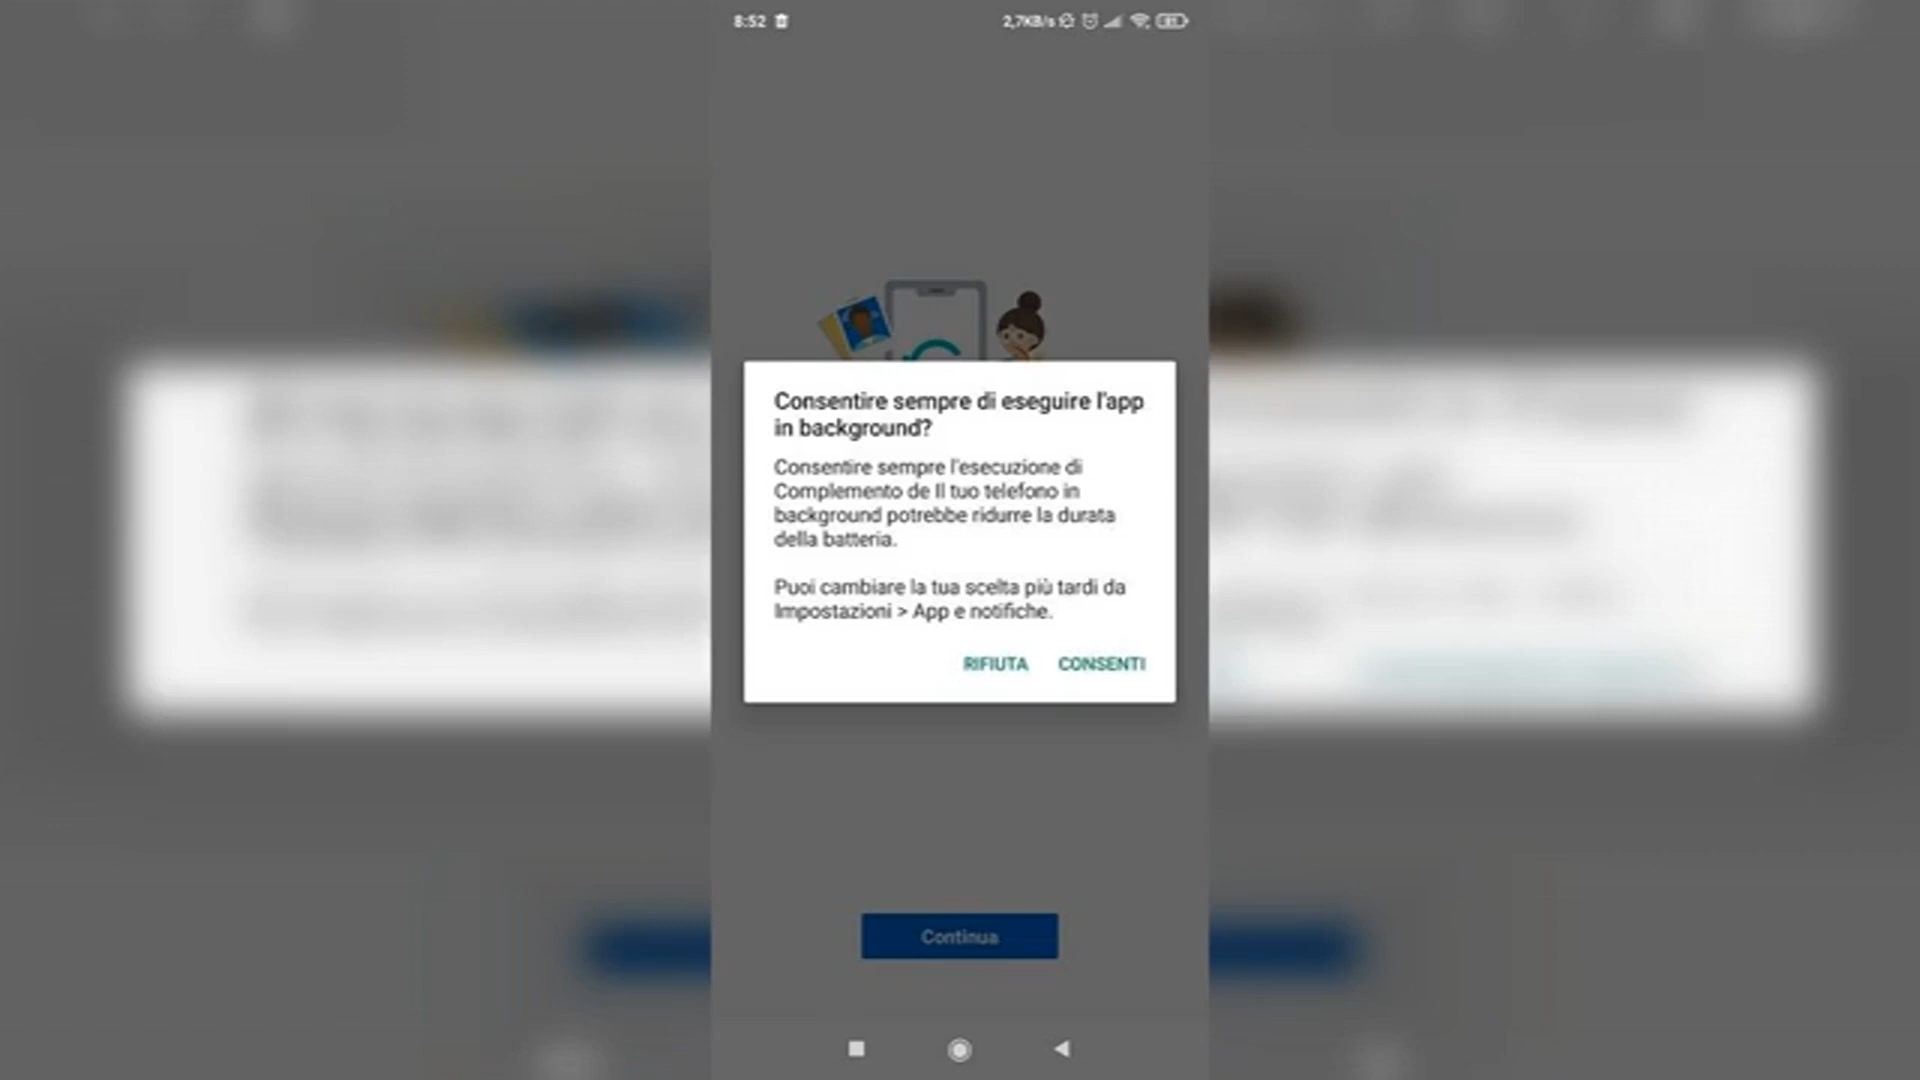 8:52
2,7KB/s
Consentire sempre di eseguire l'app
in background?
Consentire sempre l'esecuzione di
Complemento de Il tuo telefono in
background potrebbe ridurre la durata
della batteria.
Puoi cambiare la tua scelta più tardi da
Impostazioni > App e notifiche.
RIFIUTA CONSENTI
Continua